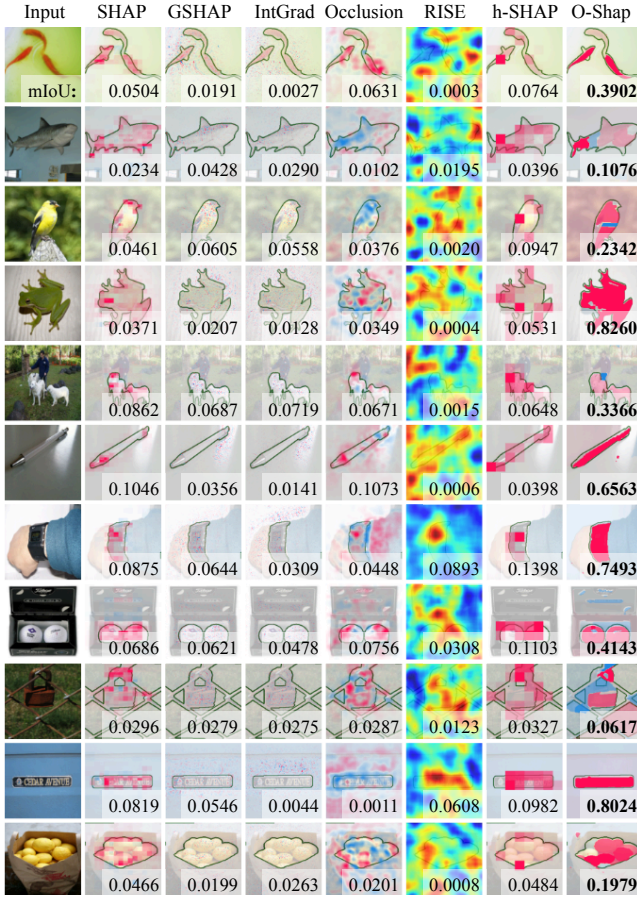 Input SHAP GSHAP IntGrad Occlusion RISE h-SHAP O-Shap
mIoU: 0.0504 0.0191 0.0027 0.0631 0.0003 0.0764 0.3902
0.0234 0.0428 0.0290 0.0102 0.0195 0.0396 0.1076
0.0461 0.0605 0.0558 0.0376 0.0020 0.0947 0.2342
0.0371 0.0207 0.0128 0.0349 0.0004 0.0531 0.8260
0.0862 0.0687 0.0719 0.0671 0.0015 0.0648 0.3366
0.1046 0.0356 0.0141 0.1073 0.0006 0.0398 0.6563
0.0875 0.0644 0.0309 0.0448 0.0893 0.1398 0.7493
0.0686 0.0621 0.0478 0.0756 0.0308 0.1103 0.4143
0.0296 0.0279 0.0275 0.0287 0.0123 0.0327 0.0617
CEDAR AVENUE CEDAR AVENUE CEDAR AVENUE
0.0819 0.0546 0.0044 0.0011 0.0608 0.0982 0.8024
0.0466 0.0199 0.0263 0.0201 0.0008 0.0484 0.1979